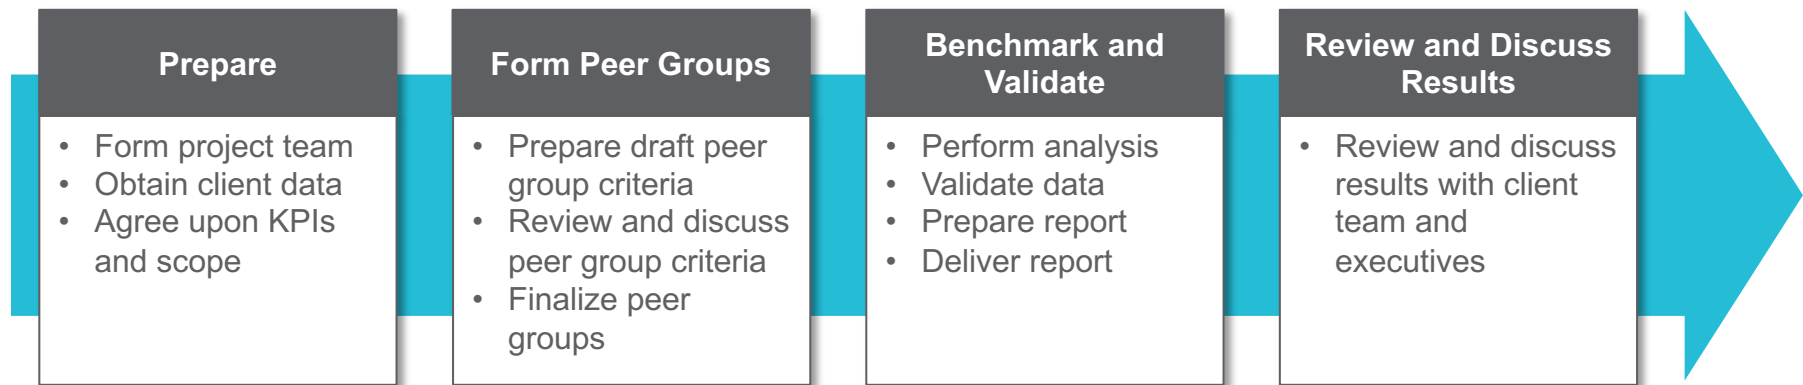 Prepare
• Form project team
• Obtain client data
• Agree upon KPIs
and scope
Form Peer Groups
• Prepare draft peer
group criteria
• Review and discuss
peer group criteria
• Finalize peer
groups
Benchmark and
Validate
• Perform analysis
• Validate data
• Prepare report
• Deliver report
Review and Discuss
Results
• Review and discuss
results with client
team and
executives